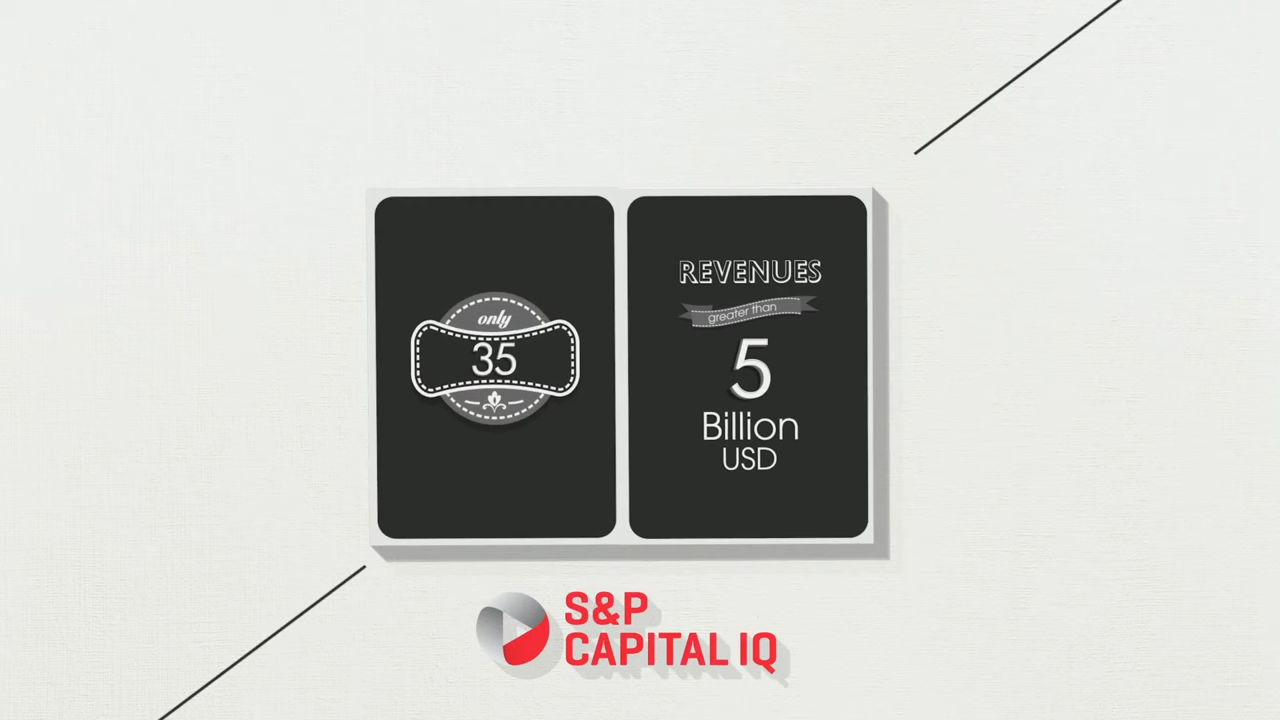 only
35
REVENUES
greater than
5
Billion
USD
S&P
CAPITAL IQ